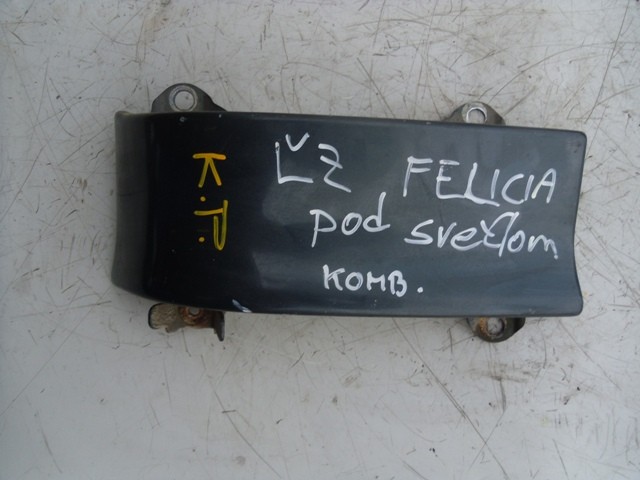 K.P.
ĽZ FELICIA
pod svetlom
KOMB.